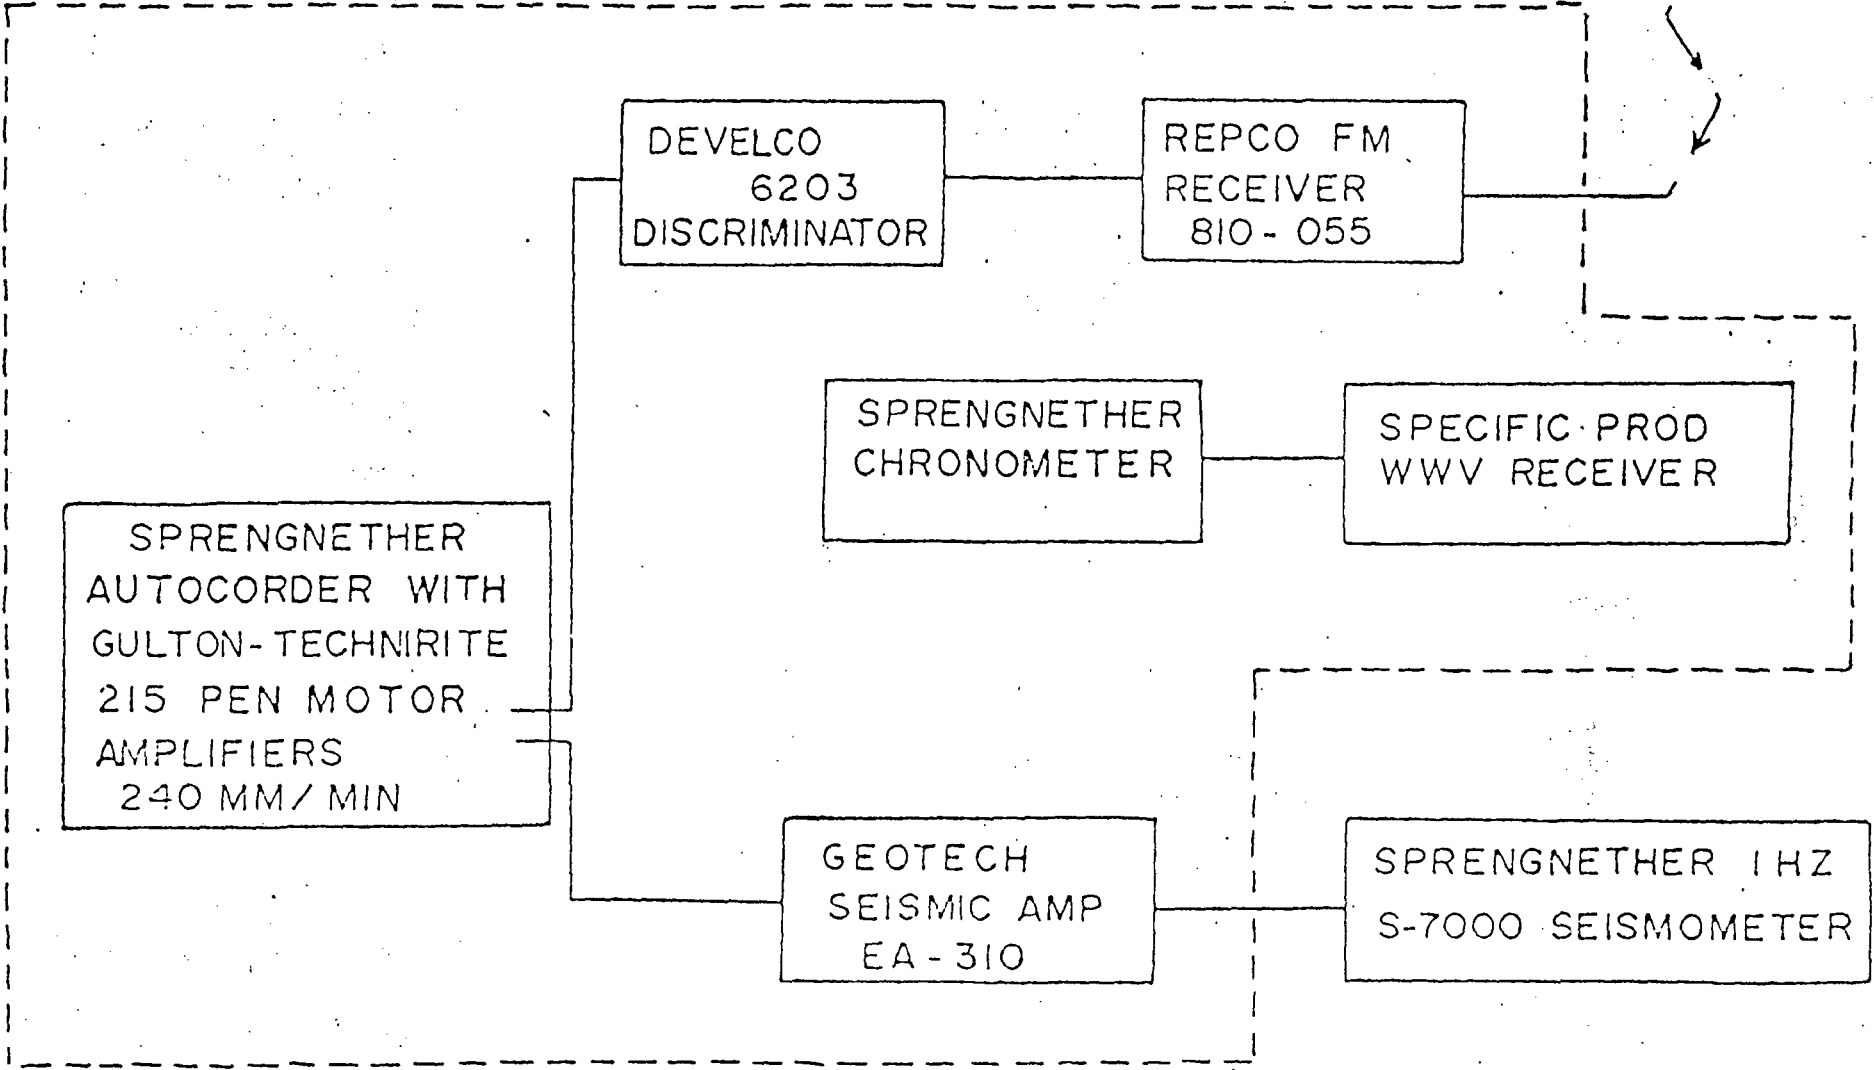 DEVELCO
6203
DISCRIMINATOR
REPCO FM
RECEIVER
810-055
SPRENGNETHER
CHRONOMETER
SPECIFIC PROD
WWV RECEIVER
SPRENGNETHER
AUTOCORDER WITH
GULTON-TECHNIRITE
215 PEN MOTOR
AMPLIFIERS
240 MM/MIN
GEOTECH
SEISMIC AMP
EA-310
SPRENGNETHER 1 HZ
S-7000 SEISMOMETER